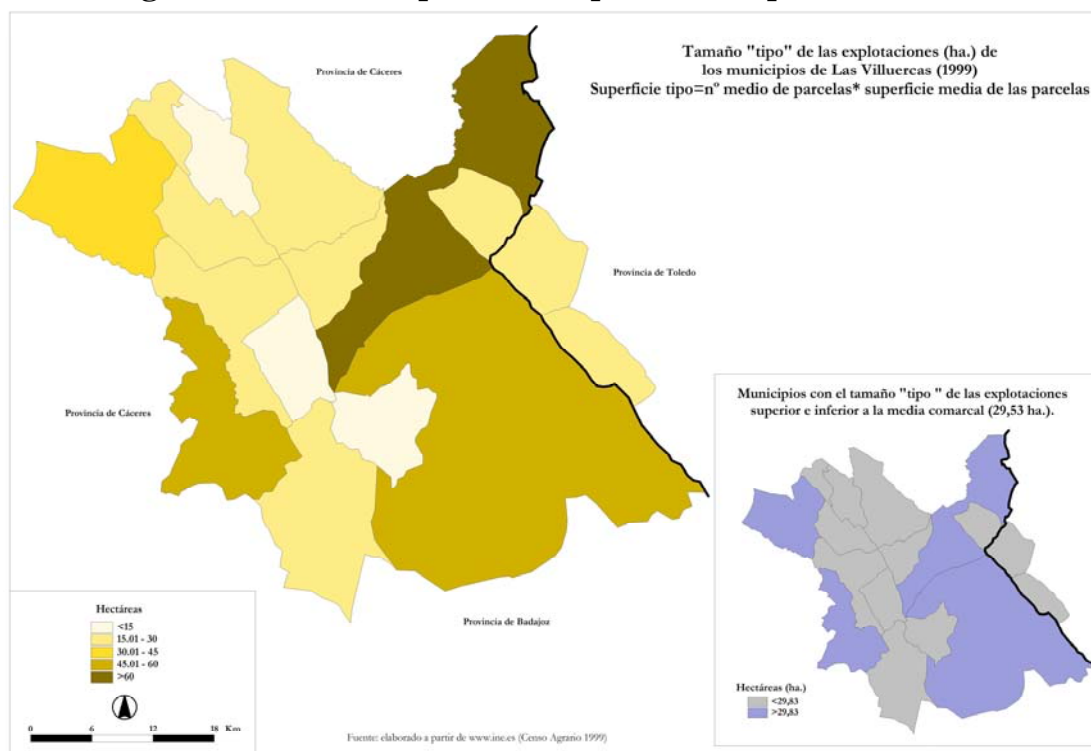 Provincia de Cáceres
Tamaño "tipo" de las explotaciones (ha.) de
los municipios de Las Villuercas (1999)
Superficie tipo=nº medio de parcelas* superficie media de las parcelas
Provincia de Toledo
Provincia de Cáceres
Provincia de Badajoz
Municipios con el tamaño "tipo " de las explotaciones
superior e inferior a la media comarcal (29,53 ha.).
Hectáreas
<15
15.01 - 30
30.01 - 45
45.01 - 60
>60
0 6 12 18 Km
Hectáreas (ha.)
<29,83
>29,83
Fuente: elaborado a partir de www.ine.es (Censo Agrario 1999)